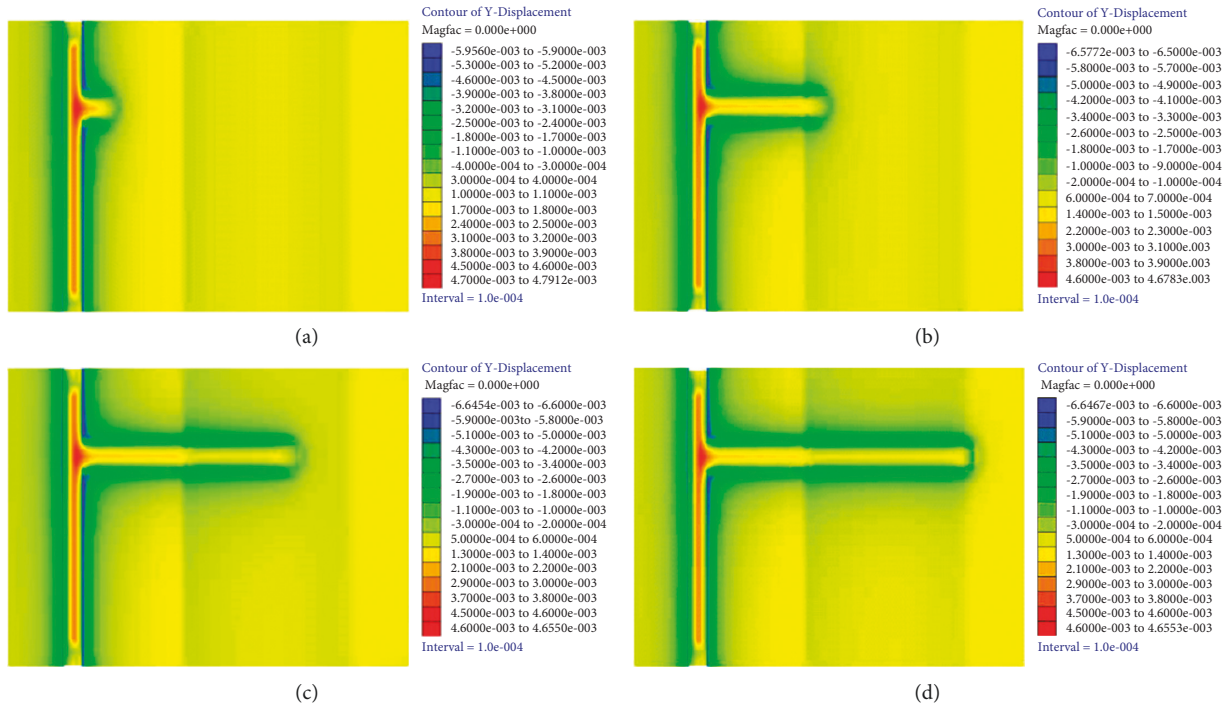 Contour of Y-Displacement
Magfac = 0.000e+000
-5.9560e-003 to -5.9000e-003
-5.3000e-003 to -5.2000e-003
-4.6000e-003 to -4.5000e-003
-3.9000e-003 to -3.8000e-003
-3.2000e-003 to -3.1000e-003
-2.5000e-003 to -2.4000e-003
-1.8000e-003 to -1.7000e-003
-1.1000e-003 to -1.0000e-003
-4.0000e-004 to -3.0000e-004
3.0000e-004 to 4.0000e-004
1.0000e-003 to 1.1000e-003
1.7000e-003 to 1.8000e-003
2.4000e-003 to 2.5000e-003
3.1000e-003 to 3.2000e-003
3.8000e-003 to 3.9000e-003
4.5000e-003 to 4.6000e-003
4.7000e-003 to 4.7912e-003
Interval = 1.0e-004
(a)
Contour of Y-Displacement
Magfac = 0.000e+000
-6.5772e-003 to -6.5000e-003
-5.8000e-003 to -5.7000e-003
-5.0000e-003 to -4.9000e-003
-4.2000e-003 to -4.1000e-003
-3.4000e-003 to -3.3000e-003
-2.6000e-003 to -2.5000e-003
-1.8000e-003 to -1.7000e-003
-1.0000e-003 to -9.0000e-004
-2.0000e-004 to -1.0000e-004
6.0000e-004 to 7.0000e-004
1.4000e-003 to 1.5000e-003
2.2000e-003 to 2.3000e-003
3.0000e-003 to 3.1000e.003
3.8000e-003 to 3.9000e.003
4.6000e-003 to 4.6783e-003
Interval = 1.0e-004
(b)
Contour of Y-Displacement
Magfac = 0.000e+000
-6.6454e-003 to -6.6000e-003
-5.9000e-003to -5.8000e-003
-5.1000e-003 to -5.0000e-003
-4.3000e-003 to -4.2000e-003
-3.5000e-003 to -3.4000e-003
-2.7000e-003 to -2.6000e-003
-1.9000e-003 to -1.8000e-003
-1.1000e-003 to -1.0000e-003
-3.0000e-004 to -2.0000e-004
5.0000e-004 to 6.0000e-004
1.3000e-003 to 1.4000e-003
2.1000e-003 to 2.2000e-003
2.9000e-003 to 3.0000e-003
3.7000e-003 to 3.8000e-003
4.5000e-003 to 4.6000e-003
4.6000e-003 to 4.6550e-003
Interval = 1.0e-004
(c)
Contour of Y-Displacement
Magfac = 0.000e+000
-6.6467e-003 to -6.6000e-003
-5.9000e-003 to -5.8000e-003
-5.1000e-003 to -5.0000e-003
-4.3000e-003 to -4.2000e-003
-3.5000e-003 to -3.4000e-003
-2.7000e-003 to -2.6000e-003
-1.9000e-003 to -1.8000e-003
-1.1000e-003 to -1.0000e-003
-3.0000e-004 to -2.0000e-004
5.0000e-004 to 6.0000e-004
1.3000e-003 to 1.4000e-003
2.1000e-003 to 2.2000e-003
2.9000e-003 to 3.0000e-003
3.7000e-003 to 3.8000e-003
4.5000e-003 to 4.6000e-003
4.6000e-003 to 4.6553e-003
Interval = 1.0e-004
(d)